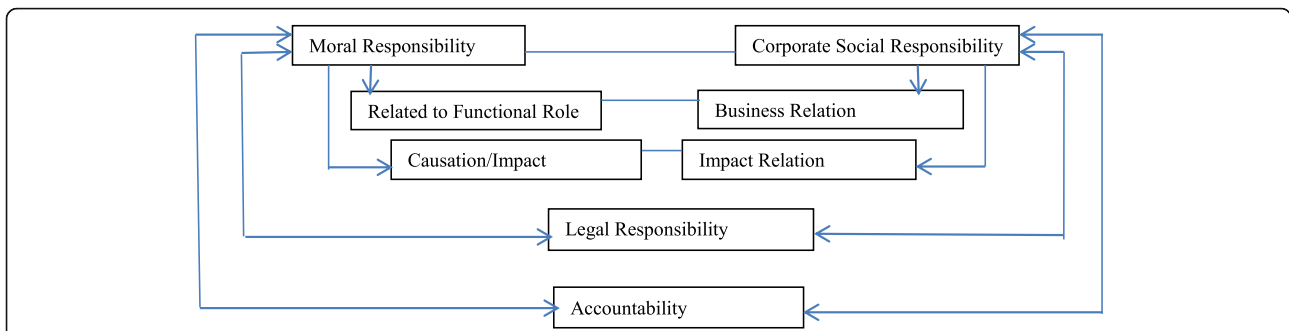 Moral Responsibility
Corporate Social Responsibility
Related to Functional Role
Business Relation
Causation/Impact
Impact Relation
Legal Responsibility
Accountability